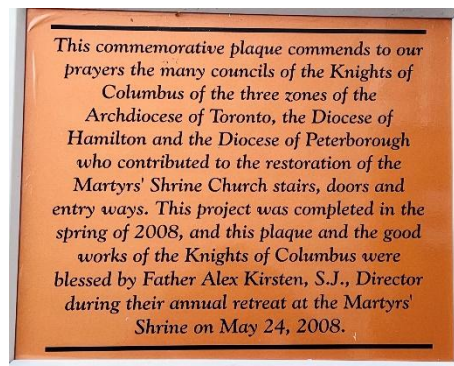 This commemorative plaque commends to our
prayers the many councils of the Knights of
Columbus of the three zones of the
Archdiocese of Toronto, the Diocese of
Hamilton and the Diocese of Peterborough
who contributed to the restoration of the
Martyrs' Shrine Church stairs, doors and
entry ways. This project was completed in the
spring of 2008, and this plaque and the good
works of the Knights of Columbus were
blessed by Father Alex Kirsten, S.J., Director
during their annual retreat at the Martyrs'
Shrine on May 24, 2008.